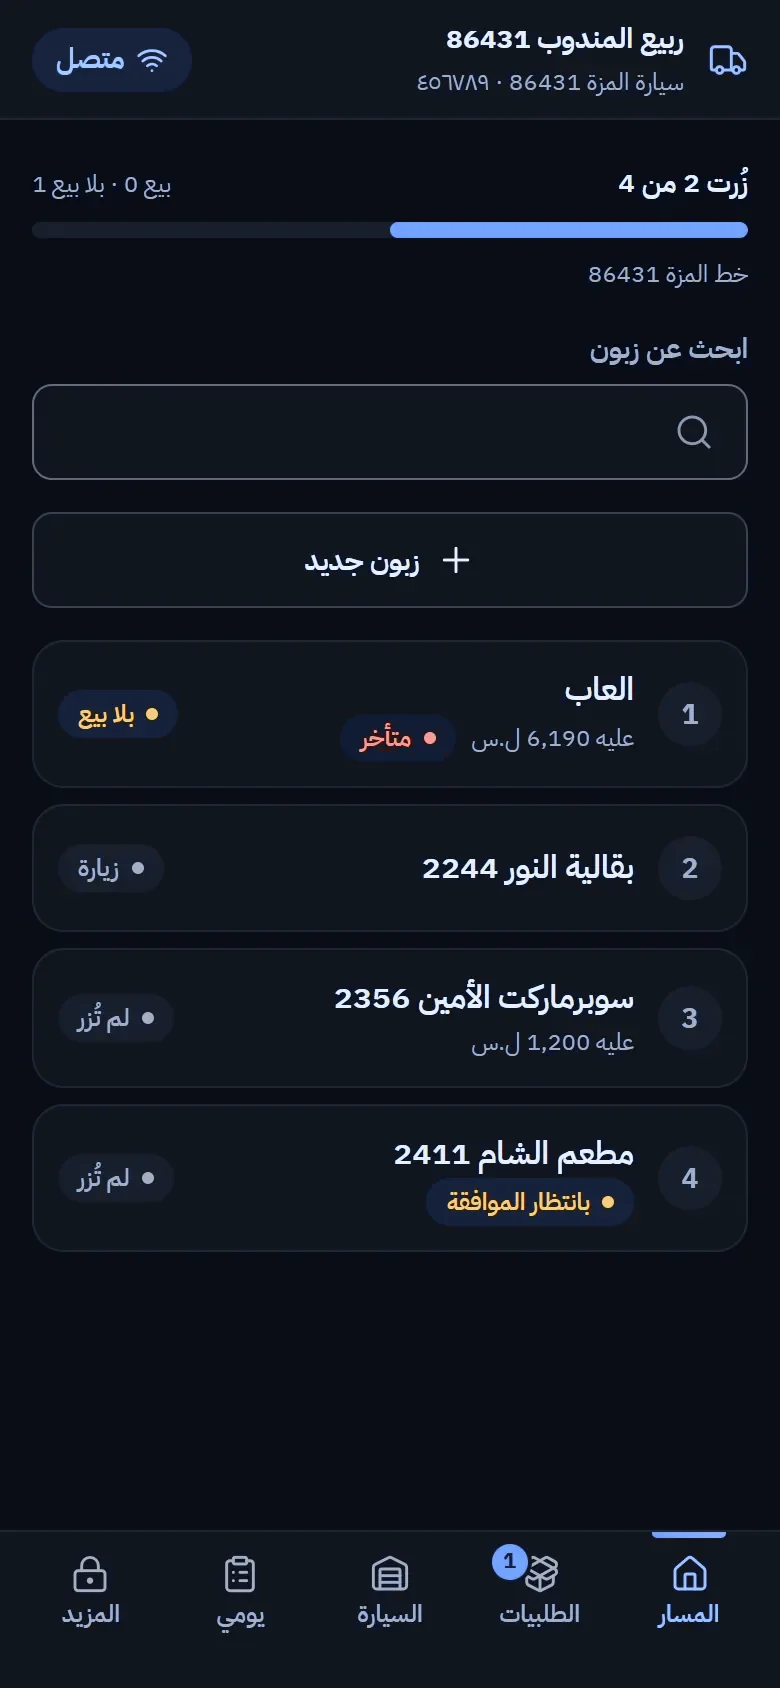 ربيع المندوب 86431
متصل
سيارة المزة 86431 · ٤٥٦٧٨٩
زُرت 2 من 4
بيع 0 · بلا بيع 1
خط المزة 86431
ابحث عن زبون
زبون جديد
1
العاب
عليه 6,190 ل.س
متأخر
بلا بيع
2
بقالية النور 2244
زيارة
3
سوبرماركت الأمين 2356
عليه 1,200 ل.س
لم تُزر
4
مطعم الشام 2411
بانتظار الموافقة
لم تُزر
المسار
1
الطلبيات
السيارة
يومي
المزيد